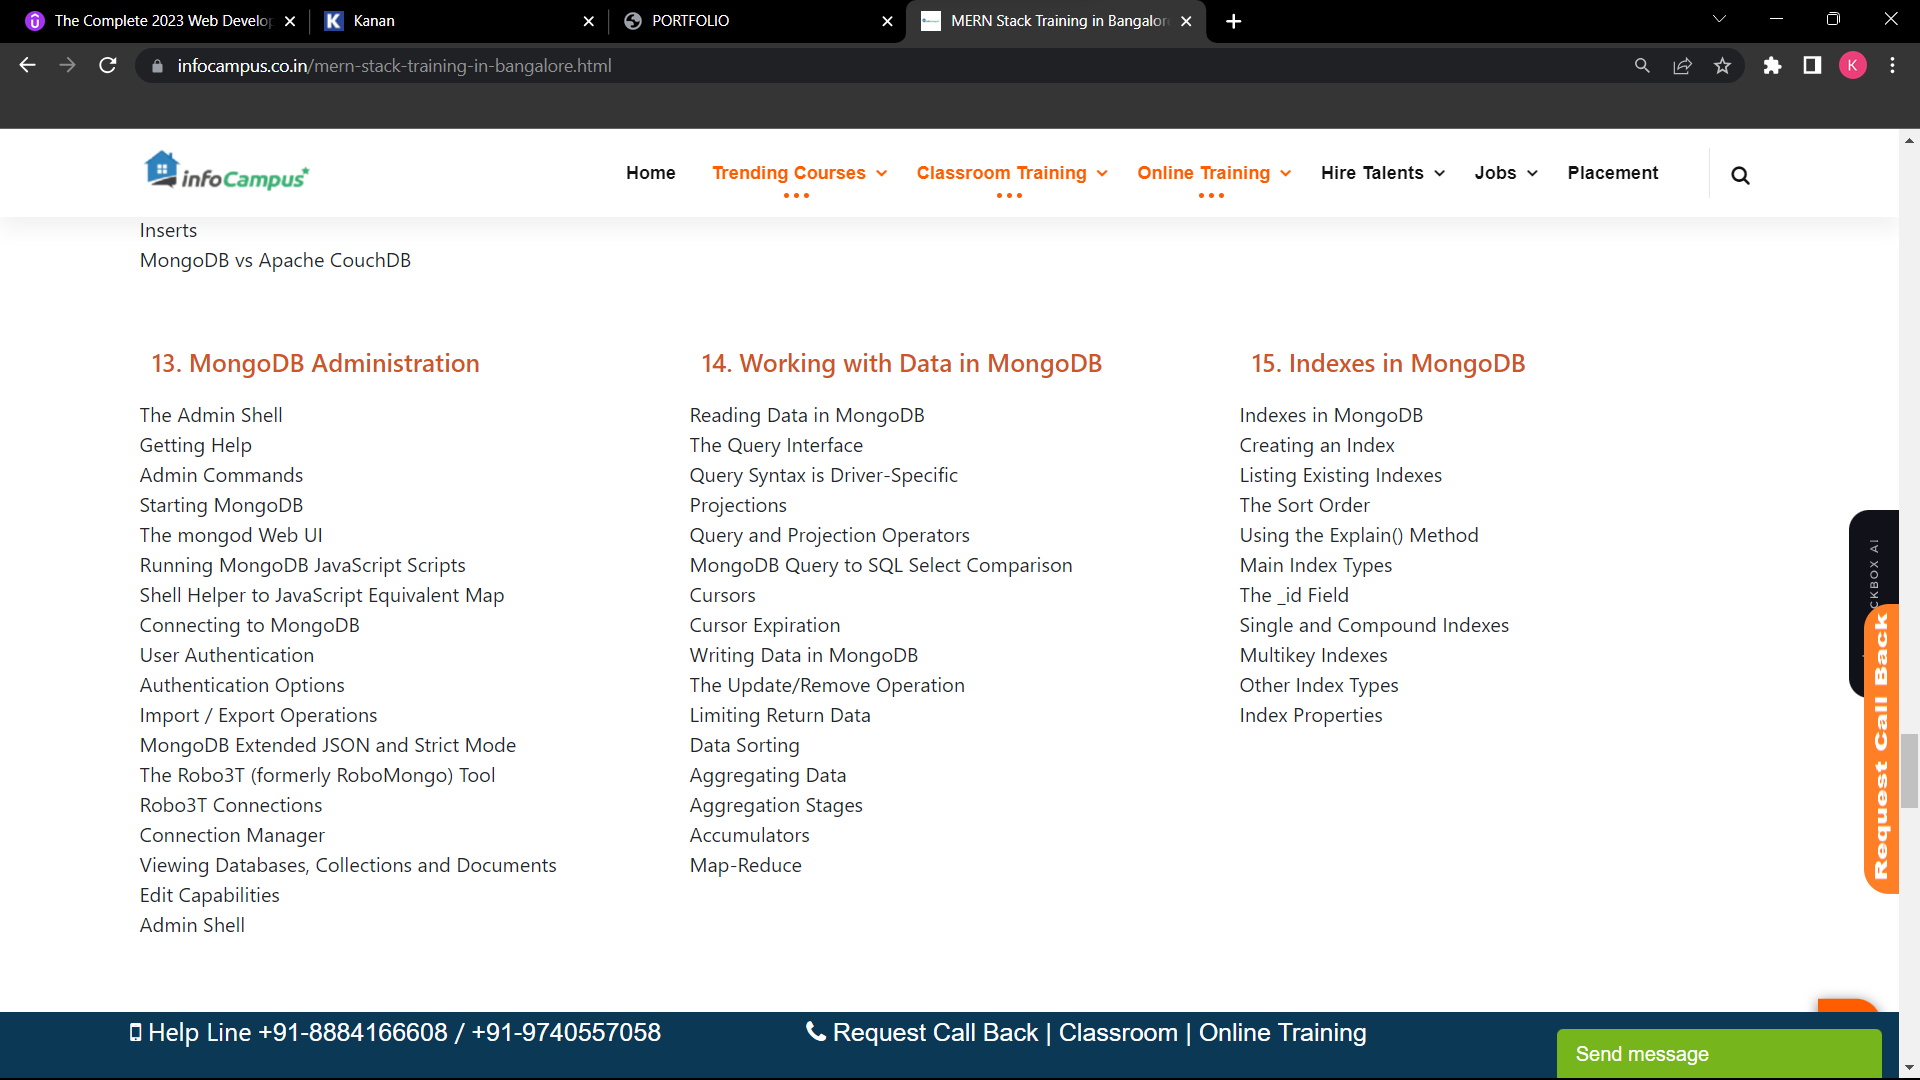 The Complete 2023 Web Develop
Kanan
PORTFOLIO
MERN Stack Training in Bangalor
infocampus.co.in/mern-stack-training-in-bangalore.html
K
infoCampus
Home
Trending Courses
Classroom Training
Online Training
Hire Talents
Jobs
Placement
Inserts
MongoDB vs Apache CouchDB
13. MongoDB Administration
The Admin Shell
Getting Help
Admin Commands
Starting MongoDB
The mongod Web UI
Running MongoDB JavaScript Scripts
Shell Helper to JavaScript Equivalent Map
Connecting to MongoDB
User Authentication
Authentication Options
Import / Export Operations
MongoDB Extended JSON and Strict Mode
The Robo3T (formerly RoboMongo) Tool
Robo3T Connections
Connection Manager
Viewing Databases, Collections and Documents
Edit Capabilities
Admin Shell
14. Working with Data in MongoDB
Reading Data in MongoDB
The Query Interface
Query Syntax is Driver-Specific
Projections
Query and Projection Operators
MongoDB Query to SQL Select Comparison
Cursors
Cursor Expiration
Writing Data in MongoDB
The Update/Remove Operation
Limiting Return Data
Data Sorting
Aggregating Data
Aggregation Stages
Accumulators
Map-Reduce
15. Indexes in MongoDB
Indexes in MongoDB
Creating an Index
Listing Existing Indexes
The Sort Order
Using the Explain() Method
Main Index Types
The _id Field
Single and Compound Indexes
Multikey Indexes
Other Index Types
Index Properties
CKBOX AI
Request Call Back
Help Line +91-8884166608 / +91-9740557058
Request Call Back | Classroom | Online Training
Send message